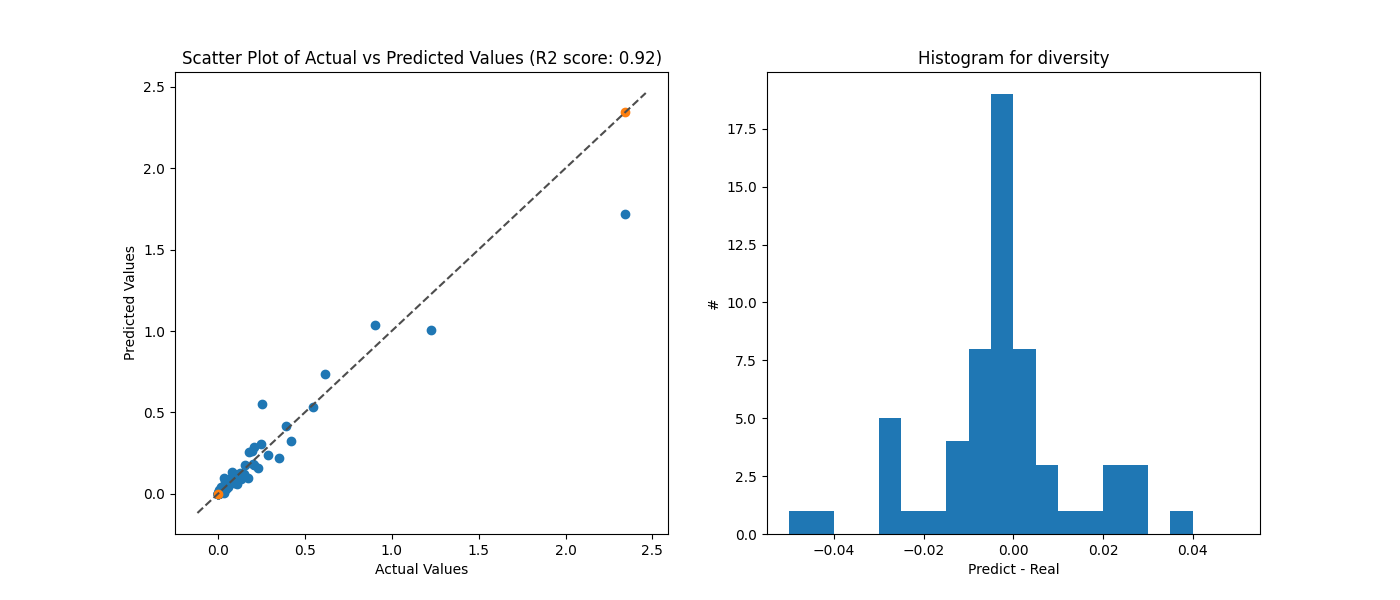 Scatter Plot of Actual vs Predicted Values (R2 score: 0.92)
2.5
2.0
1.5
1.0
0.5
0.0
Predicted Values
0.0 0.5 1.0 1.5 2.0 2.5
Actual Values
Histogram for diversity
17.5
15.0
12.5
10.0
7.5
5.0
2.5
0.0
#
−0.04 −0.02 0.00 0.02 0.04
Predict - Real